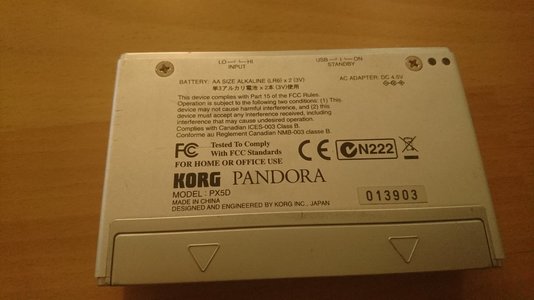 LO HI USB ON
INPUT STANDBY
BATTERY: AA SIZE ALKALINE (LR6) x 2 (3V) AC ADAPTER: DC 4.5V
単3アルカリ電池 x 2本 (3V)使用
This device complies with Part 15 of the FCC Rules.
Operation is subject to the following two conditions: (1) This
device may not cause harmful interference, and (2) this
device must accept any interference received, including
interference that may cause undesired operation.
Complies with Canadian ICES-003 Class B.
Conforme au Reglement Canadien NMB-003 classe B.
FC Tested To Comply
With FCC Standards
FOR HOME OR OFFICE USE
CE N222
KORG PANDORA
MODEL : PX5D
MADE IN CHINA
DESIGNED AND ENGINEERED BY KORG INC., JAPAN
013903